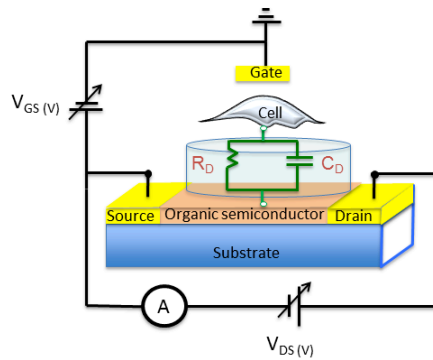 Gate
V_GS (V)
Cell
R_D C_D
Source Organic semiconductor Drain
Substrate
A
V_DS (V)